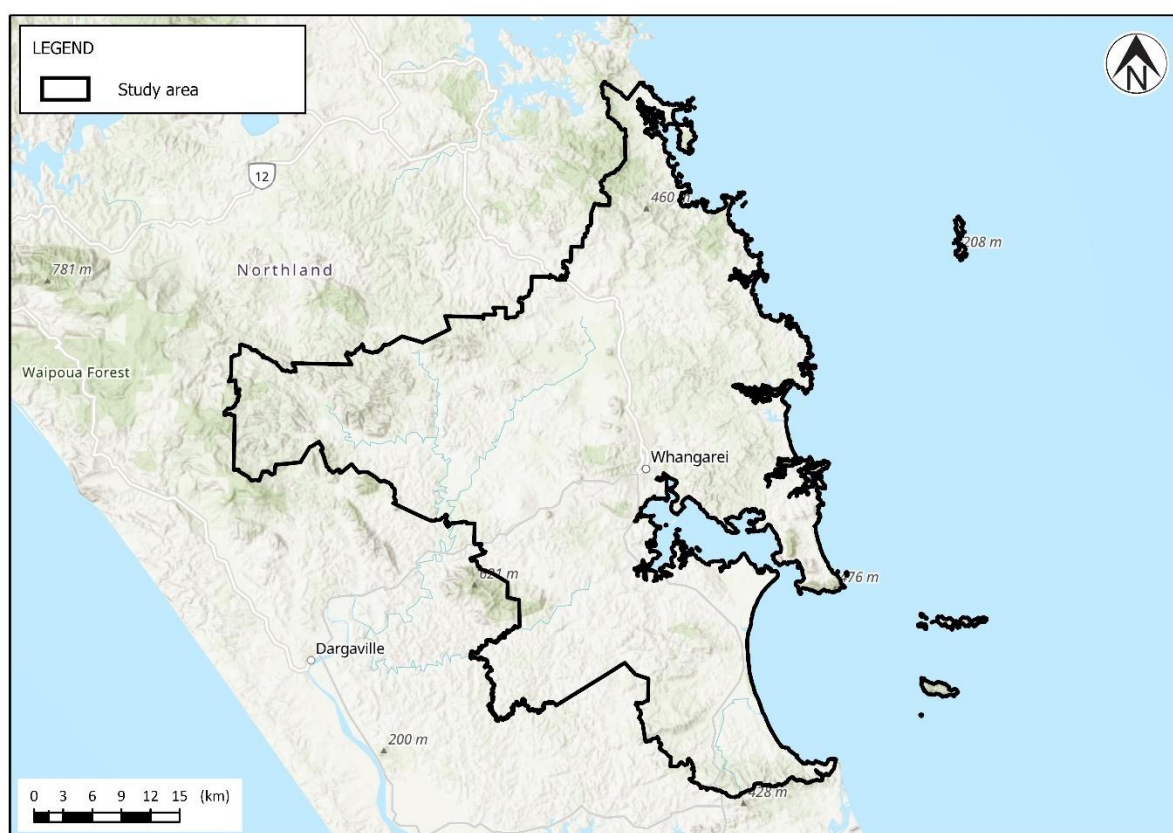 LEGEND
Study area
N
12
460 m
208 m
781 m
Northland
Waipoua Forest
Whangarei
621 m
476 m
Dargaville
200 m
428 m
0 3 6 9 12 15 (km)